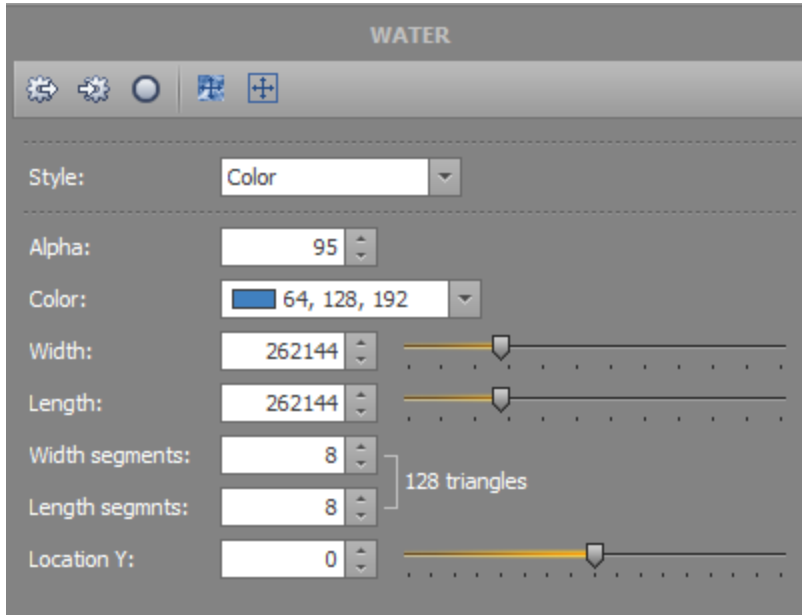 WATER
Style: Color
Alpha: 95
Color: 64, 128, 192
Width: 262144
Length: 262144
Width segments: 8
128 triangles
Length segmnts: 8
Location Y: 0